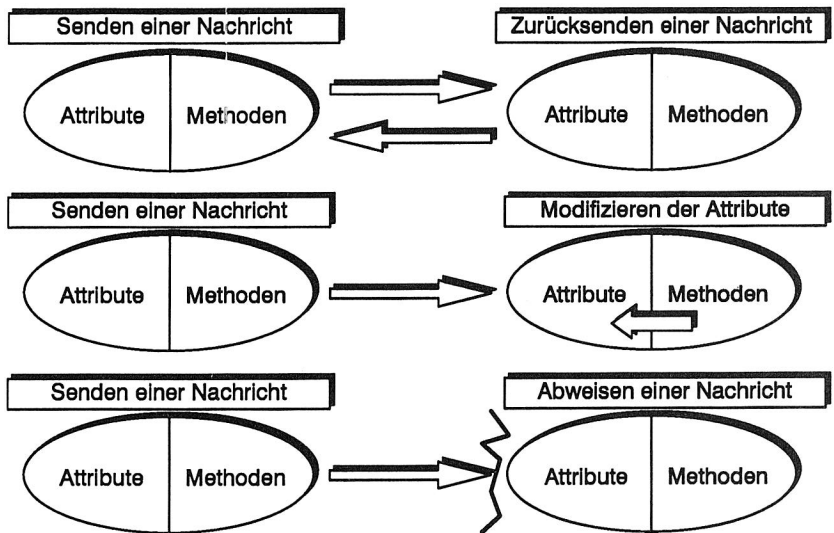 Senden einer Nachricht
Zurücksenden einer Nachricht
Attribute Methoden
Attribute Methoden
Senden einer Nachricht
Modifizieren der Attribute
Attribute Methoden
Attribute Methoden
Senden einer Nachricht
Abweisen einer Nachricht
Attribute Methoden
Attribute Methoden